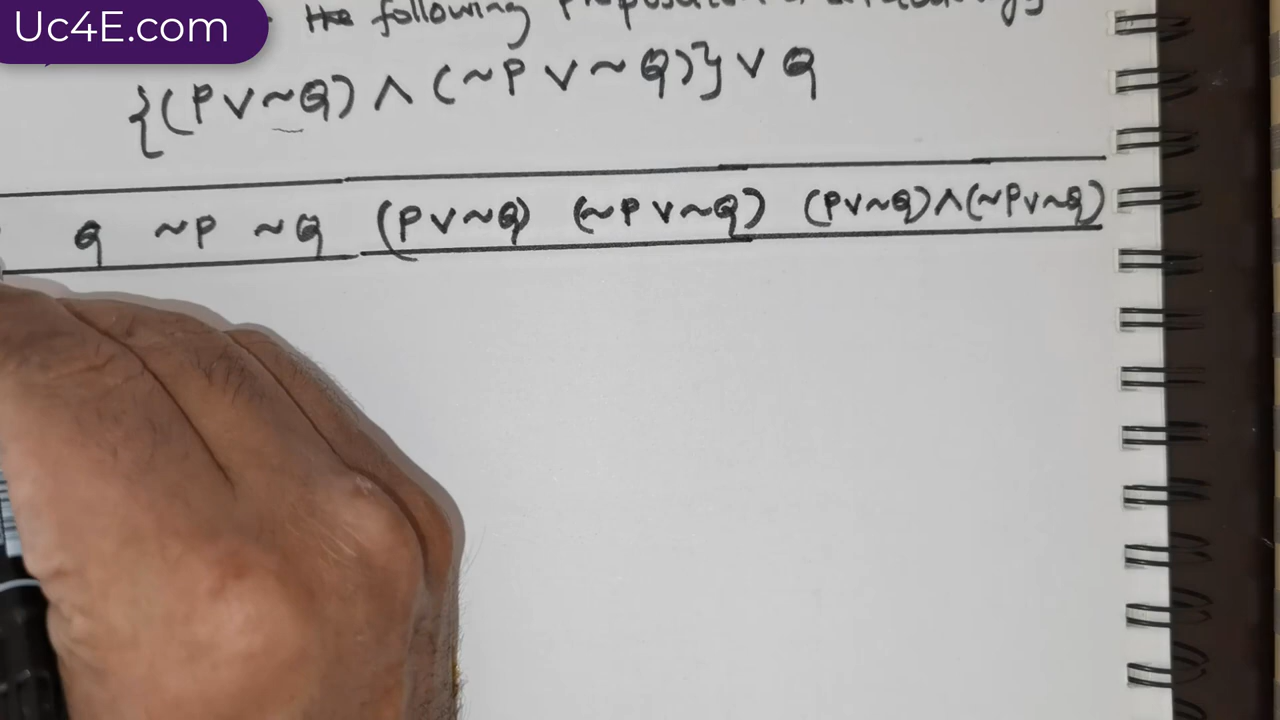 Uc4E.com
the following
{(P ∨ ~Q) ∧ (~P ∨ ~Q)} ∨ Q
Q ~P ~Q (P ∨ ~Q) (~P ∨ ~Q) (P ∨ ~Q) ∧ (~P ∨ ~Q)